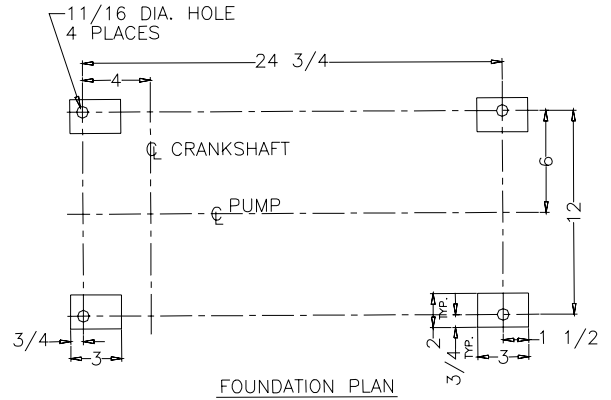 11/16 DIA. HOLE
4 PLACES
24 3/4
4
℄ CRANKSHAFT
6
℄ PUMP
12
2
TYP.
3/4
TYP.
3/4
3
3
1 1/2
FOUNDATION PLAN